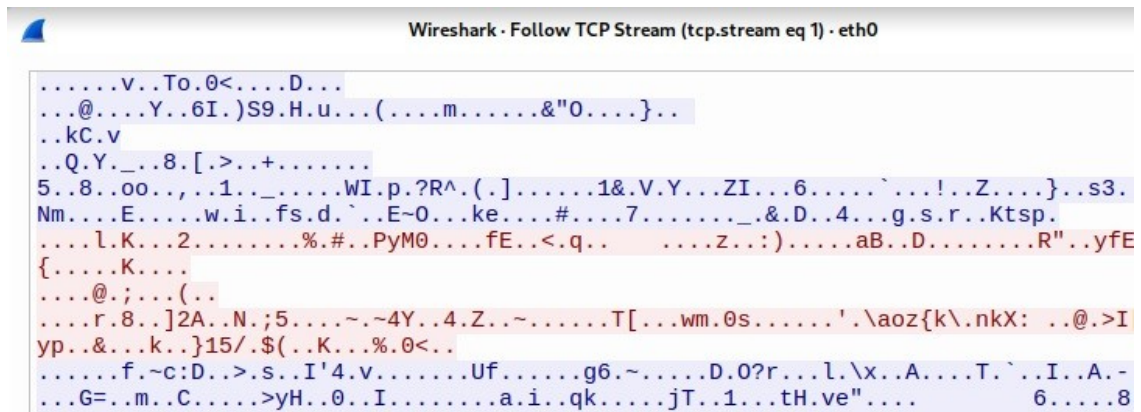 Wireshark · Follow TCP Stream (tcp.stream eq 1) · eth0
......v..To.0<....D...
...@....Y..6I.)S9.H.u...(....m......&"O....}..
..kC.v
..Q.Y._..8.[.>..+.......
5..8..oo..,..1.._.....WI.p.?R^.(.]......1&.V.Y...ZI...6.....`...!..Z....}..s3.
Nm....E.....w.i..fs.d.`..E~O...ke....#....7........_.&.D..4...g.s.r..Ktsp.
....l.K...2........%.#..PyM0....fE..<.q..    ....z..:).....aB..D........R"..yfE
{.....K....
....@.;...(..
....r.8..]2A..N.;5....~.~4Y..4.Z..~......T[...wm.0s.......'.\aoz{k\.nkX: ..@.>I
yp..&...k..}15/.$(..K...%.0<..
......f.~c:D..>.s..I'4.v........Uf......g6.~.....D.O?r...l.\x..A....T.`..I..A.-
...G=..m..C.....>yH..0..I........a.i..qk.....jT..1...tH.ve"....        6.....8